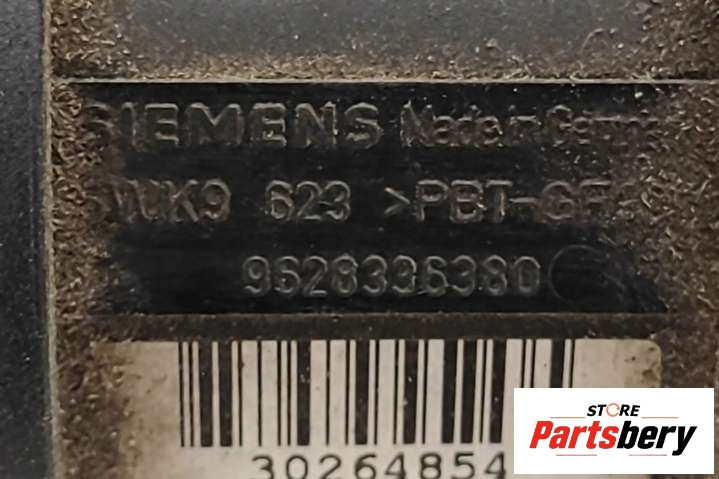 SIEMENS Made in Germany
5WK9 623 >PBT-GF
9628336380
30264854
STORE
Partsbery